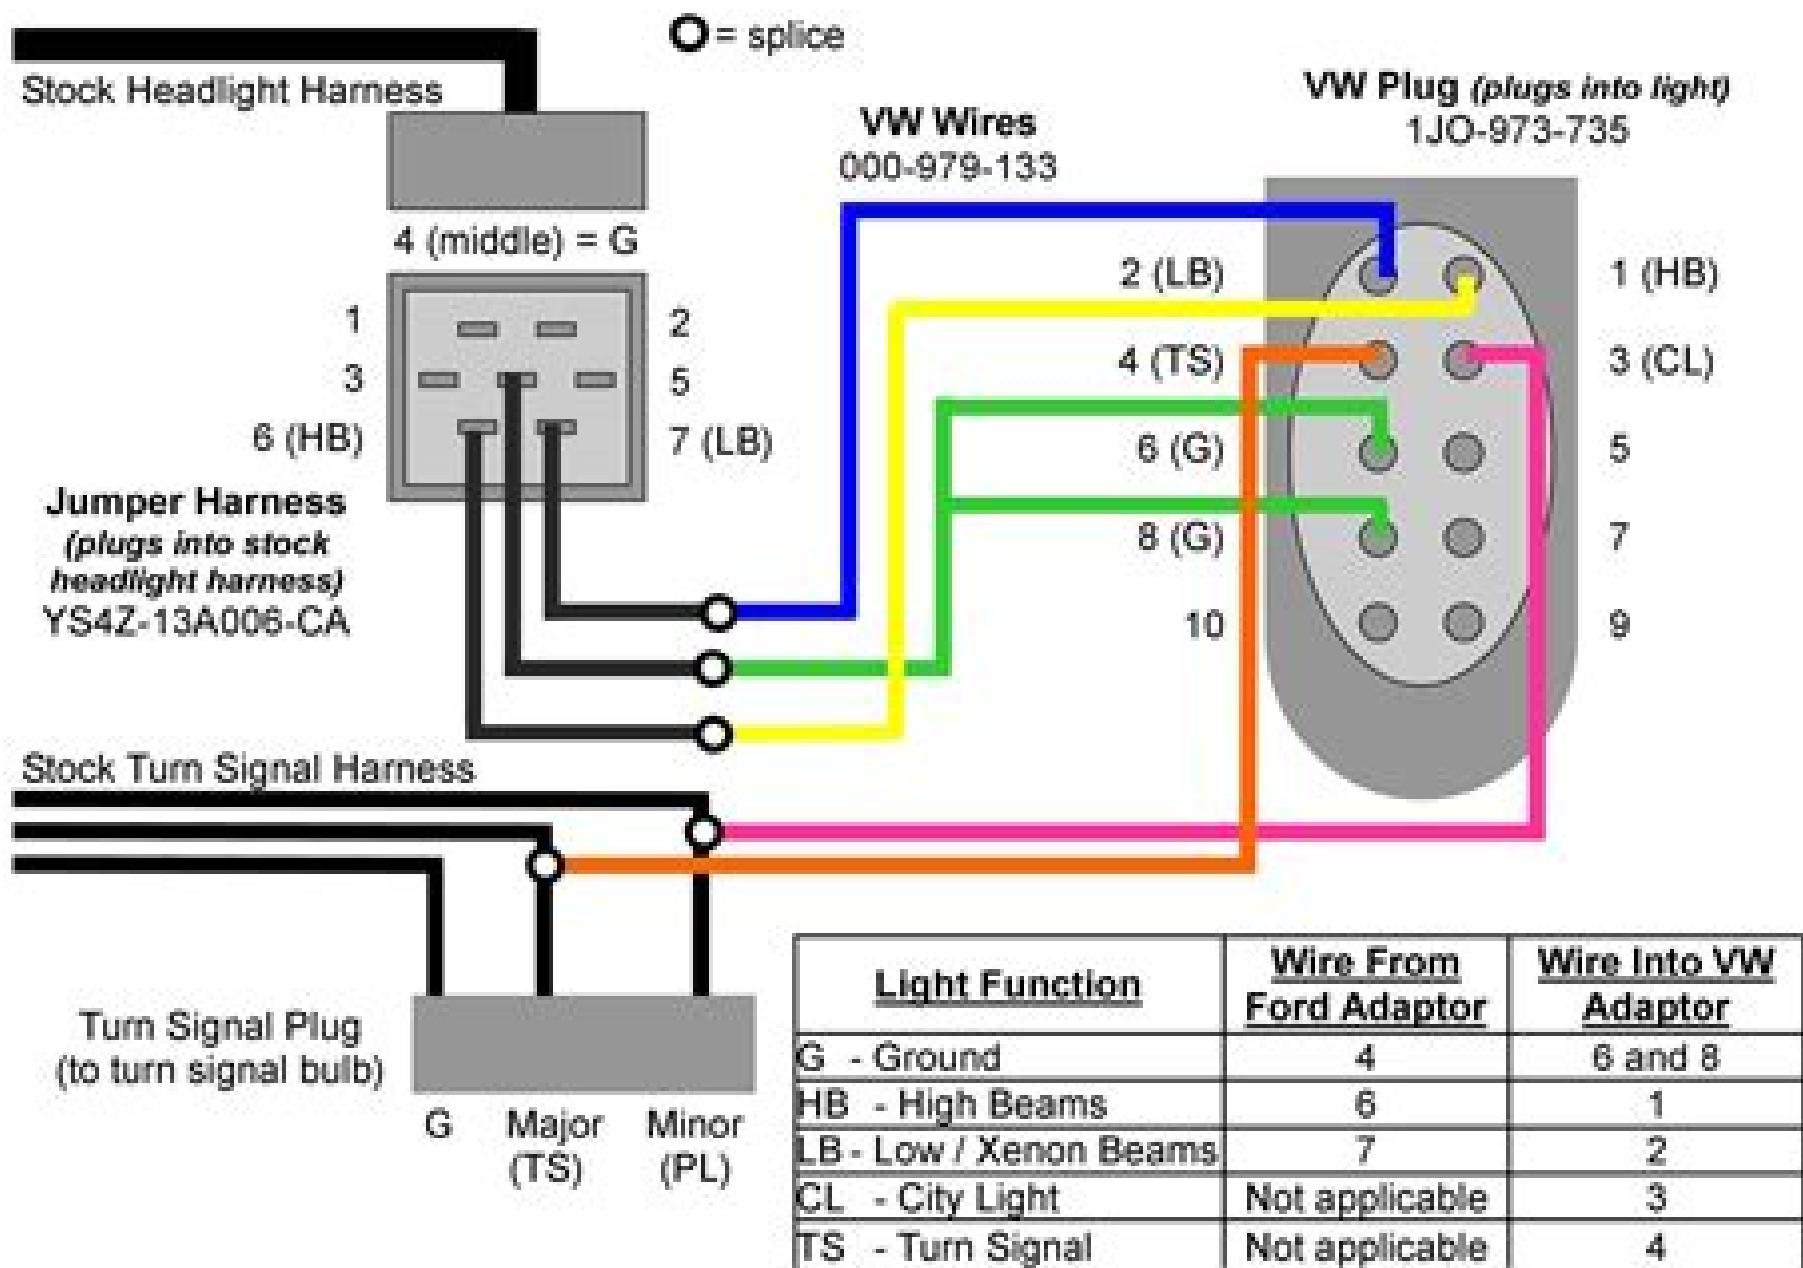 = splice
Stock Headlight Harness
VW Wires
000-979-133
VW Plug (plugs into light)
1JO-973-735
4 (middle) = G
1
2
3
5
6 (HB)
7 (LB)
Jumper Harness
(plugs into stock
headlight harness)
YS4Z-13A006-CA
2 (LB)
1 (HB)
4 (TS)
3 (CL)
6 (G)
5
8 (G)
7
10
9
Stock Turn Signal Harness
Turn Signal Plug
(to turn signal bulb)
G
Major
(TS)
Minor
(PL)
Light Function
Wire From
Ford Adaptor
Wire Into VW
Adaptor
G - Ground 4 6 and 8
HB - High Beams 6 1
LB - Low / Xenon Beams 7 2
CL - City Light Not applicable 3
TS - Turn Signal Not applicable 4